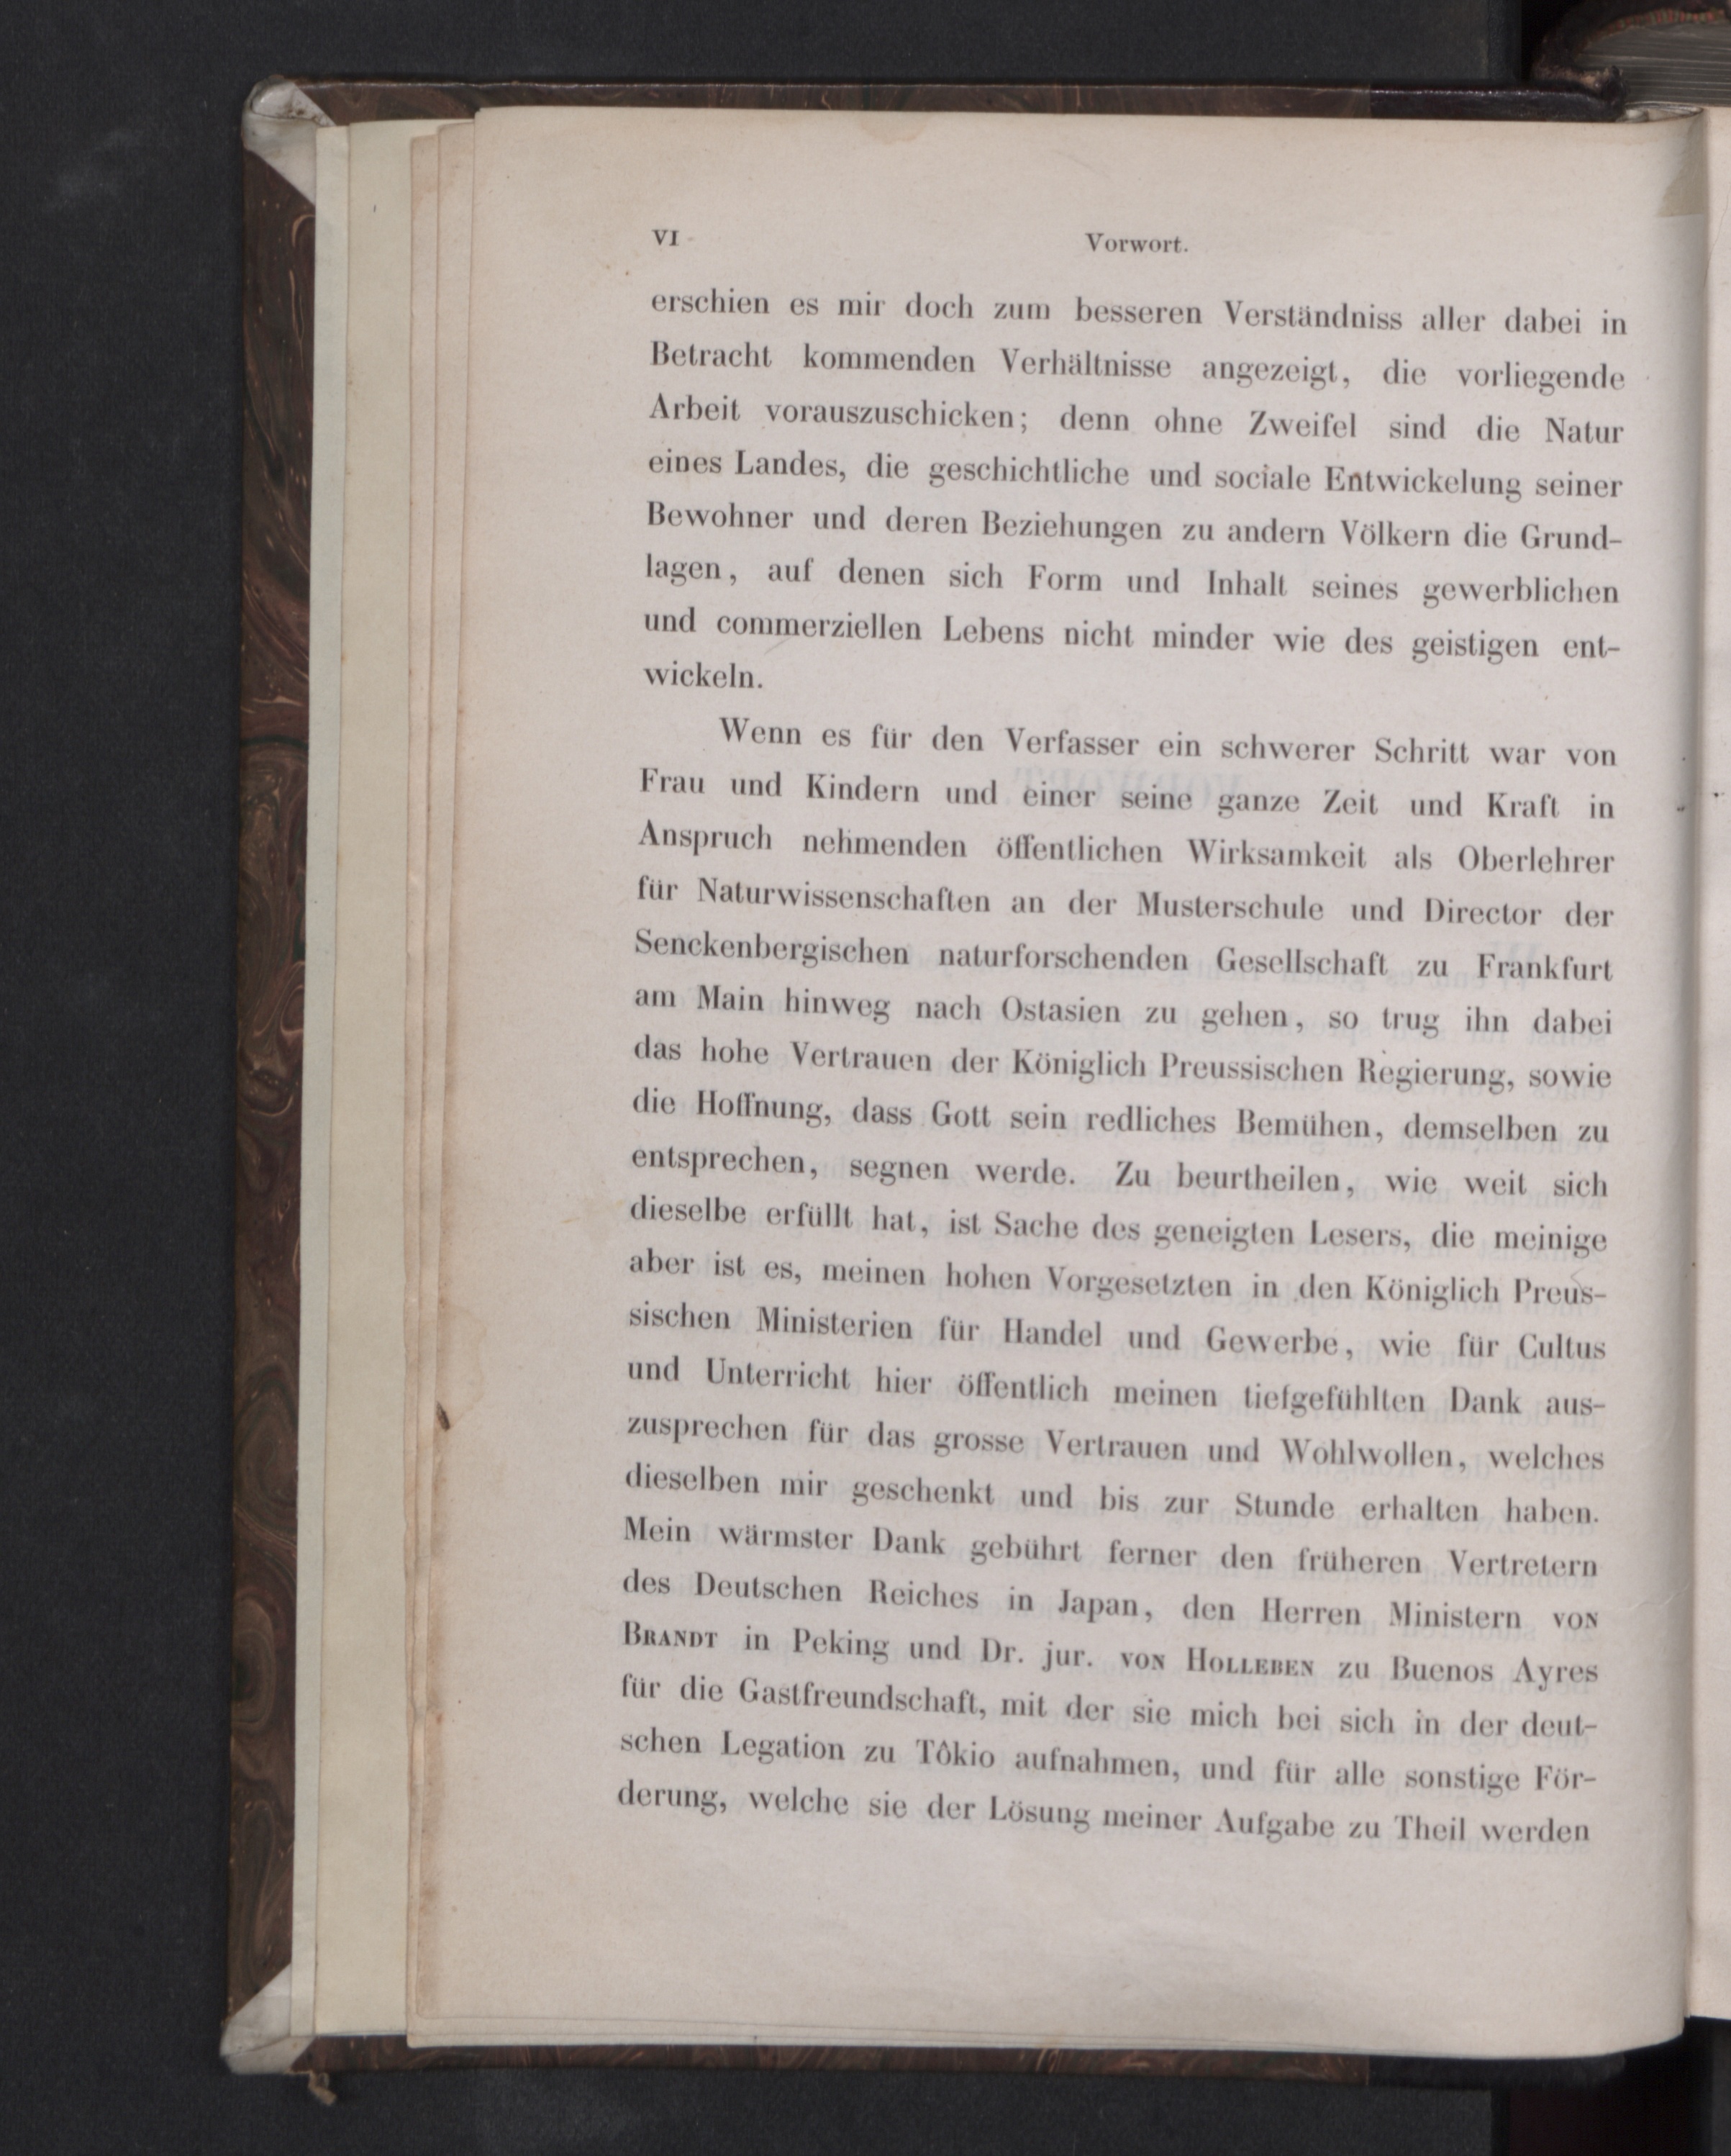 VI
Vorwort.
erschien es mir doch zum besseren Verständniss aller dabei in
Betracht kommenden Verhältnisse angezeigt, die vorliegende
Arbeit vorauszuschicken; denn ohne Zweifel sind die Natur
eines Landes, die geschichtliche und sociale Entwickelung seiner
Bewohner und deren Beziehungen zu andern Völkern die Grund-
lagen, auf denen sich Form und Inhalt seines gewerblichen
und commerziellen Lebens nicht minder wie des geistigen ent-
wickeln.
Wenn es für den Verfasser ein schwerer Schritt war von
Frau und Kindern und einer seine ganze Zeit und Kraft in
Anspruch nehmenden öffentlichen Wirksamkeit als Oberlehrer
für Naturwissenschaften an der Musterschule und Director der
Senckenbergischen naturforschenden Gesellschaft zu Frankfurt
am Main hinweg nach Ostasien zu gehen, so trug ihn dabei
das hohe Vertrauen der Königlich Preussischen Regierung, sowie
die Hoffnung, dass Gott sein redliches Bemühen, demselben zu
entsprechen, segnen werde. Zu beurtheilen, wie weit sich
dieselbe erfüllt hat, ist Sache des geneigten Lesers, die meinige
aber ist es, meinen hohen Vorgesetzten in den Königlich Preus-
sischen Ministerien für Handel und Gewerbe, wie für Cultus
und Unterricht hier öffentlich meinen tiefgefühlten Dank aus-
zusprechen für das grosse Vertrauen und Wohlwollen, welches
dieselben mir geschenkt und bis zur Stunde erhalten haben.
Mein wärmster Dank gebührt ferner den früheren Vertretern
des Deutschen Reiches in Japan, den Herren Ministern VON
BRANDT in Peking und Dr. jur. VON HOLLEBEN zu Buenos Ayres
für die Gastfreundschaft, mit der sie mich bei sich in der deut-
schen Legation zu Tôkio aufnahmen, und für alle sonstige För-
derung, welche sie der Lösung meiner Aufgabe zu Theil werden